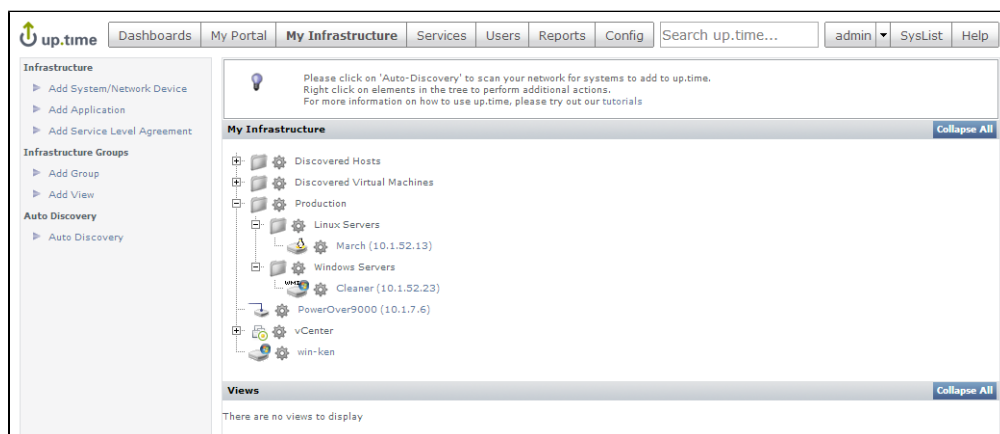 up.time
Dashboards My Portal My Infrastructure Services Users Reports Config Search up.time... admin SysList Help
Infrastructure
Add System/Network Device
Add Application
Add Service Level Agreement
Infrastructure Groups
Add Group
Add View
Auto Discovery
Auto Discovery
Please click on 'Auto-Discovery' to scan your network for systems to add to up.time.
Right click on elements in the tree to perform additional actions.
For more information on how to use up.time, please try out our tutorials
My Infrastructure Collapse All
Discovered Hosts
Discovered Virtual Machines
Production
Linux Servers
March (10.1.52.13)
Windows Servers
WMI Cleaner (10.1.52.23)
PowerOver9000 (10.1.7.6)
vCenter
win-ken
Views Collapse All
There are no views to display